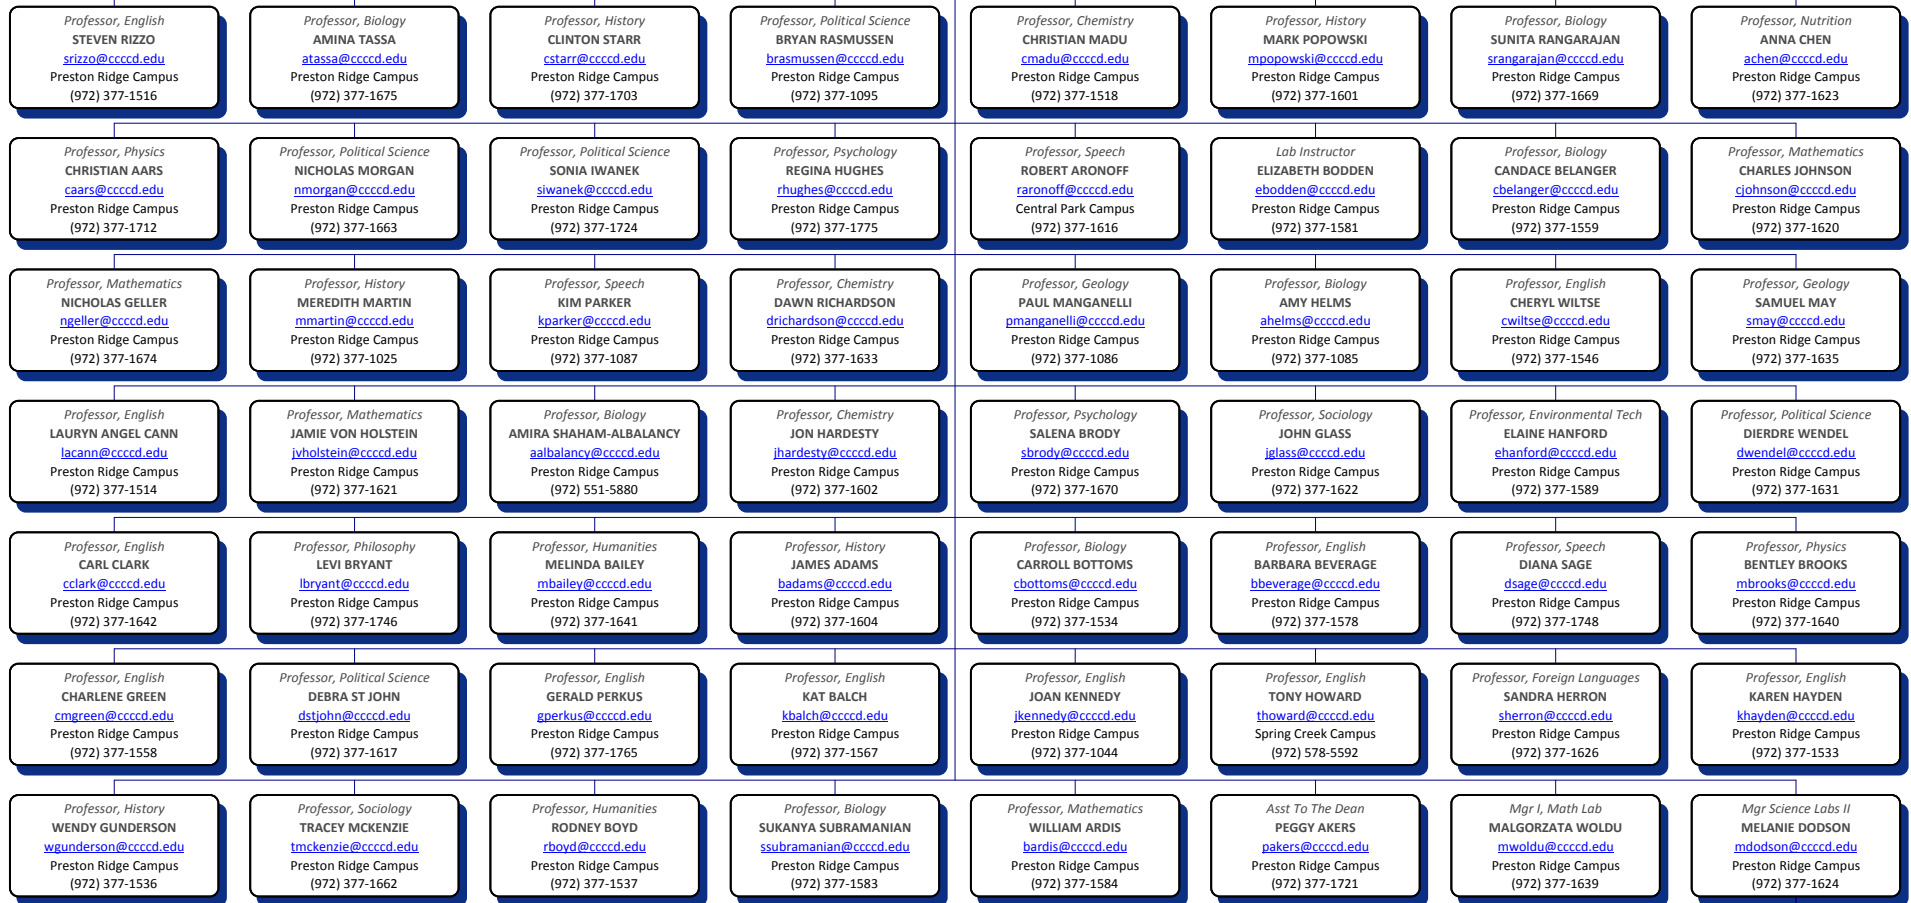 Professor, English
STEVEN RIZZO
srizzo@ccccd.edu
Preston Ridge Campus
(972) 377-1516
Professor, Biology
AMINA TASSA
atassa@ccccd.edu
Preston Ridge Campus
(972) 377-1675
Professor, History
CLINTON STARR
cstarr@ccccd.edu
Preston Ridge Campus
(972) 377-1703
Professor, Political Science
BRYAN RASMUSSEN
brasmussen@ccccd.edu
Preston Ridge Campus
(972) 377-1095
Professor, Chemistry
CHRISTIAN MADU
cmadu@ccccd.edu
Preston Ridge Campus
(972) 377-1518
Professor, History
MARK POPOWSKI
mpopowski@ccccd.edu
Preston Ridge Campus
(972) 377-1601
Professor, Biology
SUNITA RANGARAJAN
srangarajan@ccccd.edu
Preston Ridge Campus
(972) 377-1669
Professor, Nutrition
ANNA CHEN
achen@ccccd.edu
Preston Ridge Campus
(972) 377-1623
Professor, Physics
CHRISTIAN AARS
caars@ccccd.edu
Preston Ridge Campus
(972) 377-1712
Professor, Political Science
NICHOLAS MORGAN
nmorgan@ccccd.edu
Preston Ridge Campus
(972) 377-1663
Professor, Political Science
SONIA IWANEK
siwanek@ccccd.edu
Preston Ridge Campus
(972) 377-1724
Professor, Psychology
REGINA HUGHES
rhughes@ccccd.edu
Preston Ridge Campus
(972) 377-1775
Professor, Speech
ROBERT ARONOFF
raronoff@ccccd.edu
Central Park Campus
(972) 377-1616
Lab Instructor
ELIZABETH BODDEN
ebodden@ccccd.edu
Preston Ridge Campus
(972) 377-1581
Professor, Biology
CANDACE BELANGER
cbelanger@ccccd.edu
Preston Ridge Campus
(972) 377-1559
Professor, Mathematics
CHARLES JOHNSON
cjohnson@ccccd.edu
Preston Ridge Campus
(972) 377-1620
Professor, Mathematics
NICHOLAS GELLER
ngeller@ccccd.edu
Preston Ridge Campus
(972) 377-1674
Professor, History
MEREDITH MARTIN
mmartin@ccccd.edu
Preston Ridge Campus
(972) 377-1025
Professor, Speech
KIM PARKER
kparker@ccccd.edu
Preston Ridge Campus
(972) 377-1087
Professor, Chemistry
DAWN RICHARDSON
drichardson@ccccd.edu
Preston Ridge Campus
(972) 377-1633
Professor, Geology
PAUL MANGANELLI
pmanganelli@ccccd.edu
Preston Ridge Campus
(972) 377-1086
Professor, Biology
AMY HELMS
ahelms@ccccd.edu
Preston Ridge Campus
(972) 377-1085
Professor, English
CHERYL WILTSE
cwiltse@ccccd.edu
Preston Ridge Campus
(972) 377-1546
Professor, Geology
SAMUEL MAY
smay@ccccd.edu
Preston Ridge Campus
(972) 377-1635
Professor, English
LAURYN ANGEL CANN
lacann@ccccd.edu
Preston Ridge Campus
(972) 377-1514
Professor, Mathematics
JAMIE VON HOLSTEIN
jvholstein@ccccd.edu
Preston Ridge Campus
(972) 377-1621
Professor, Biology
AMIRA SHAHAM-ALBALANCY
aalbalancy@ccccd.edu
Preston Ridge Campus
(972) 551-5880
Professor, Chemistry
JON HARDESTY
jhardesty@ccccd.edu
Preston Ridge Campus
(972) 377-1602
Professor, Psychology
SALENA BRODY
sbrody@ccccd.edu
Preston Ridge Campus
(972) 377-1670
Professor, Sociology
JOHN GLASS
jglass@ccccd.edu
Preston Ridge Campus
(972) 377-1622
Professor, Environmental Tech
ELAINE HANFORD
ehanford@ccccd.edu
Preston Ridge Campus
(972) 377-1589
Professor, Political Science
DIERDRE WENDEL
dwendel@ccccd.edu
Preston Ridge Campus
(972) 377-1631
Professor, English
CARL CLARK
cclark@ccccd.edu
Preston Ridge Campus
(972) 377-1642
Professor, Philosophy
LEVI BRYANT
lbryant@ccccd.edu
Preston Ridge Campus
(972) 377-1746
Professor, Humanities
MELINDA BAILEY
mbailey@ccccd.edu
Preston Ridge Campus
(972) 377-1641
Professor, History
JAMES ADAMS
badams@ccccd.edu
Preston Ridge Campus
(972) 377-1604
Professor, Biology
CARROLL BOTTOMS
cbottoms@ccccd.edu
Preston Ridge Campus
(972) 377-1534
Professor, English
BARBARA BEVERAGE
bbeverage@ccccd.edu
Preston Ridge Campus
(972) 377-1578
Professor, Speech
DIANA SAGE
dsage@ccccd.edu
Preston Ridge Campus
(972) 377-1748
Professor, Physics
BENTLEY BROOKS
mbrooks@ccccd.edu
Preston Ridge Campus
(972) 377-1640
Professor, English
CHARLENE GREEN
cmgreen@ccccd.edu
Preston Ridge Campus
(972) 377-1558
Professor, Political Science
DEBRA ST JOHN
dstjohn@ccccd.edu
Preston Ridge Campus
(972) 377-1617
Professor, English
GERALD PERKUS
gperkus@ccccd.edu
Preston Ridge Campus
(972) 377-1765
Professor, English
KAT BALCH
kbalch@ccccd.edu
Preston Ridge Campus
(972) 377-1567
Professor, English
JOAN KENNEDY
jkennedy@ccccd.edu
Preston Ridge Campus
(972) 377-1044
Professor, English
TONY HOWARD
thoward@ccccd.edu
Spring Creek Campus
(972) 578-5592
Professor, Foreign Languages
SANDRA HERRON
sherron@ccccd.edu
Preston Ridge Campus
(972) 377-1626
Professor, English
KAREN HAYDEN
khayden@ccccd.edu
Preston Ridge Campus
(972) 377-1533
Professor, History
WENDY GUNDERSON
wgunderson@ccccd.edu
Preston Ridge Campus
(972) 377-1536
Professor, Sociology
TRACEY MCKENZIE
tmckenzie@ccccd.edu
Preston Ridge Campus
(972) 377-1662
Professor, Humanities
RODNEY BOYD
rboyd@ccccd.edu
Preston Ridge Campus
(972) 377-1537
Professor, Biology
SUKANYA SUBRAMANIAN
ssubramanian@ccccd.edu
Preston Ridge Campus
(972) 377-1583
Professor, Mathematics
WILLIAM ARDIS
bardis@ccccd.edu
Preston Ridge Campus
(972) 377-1584
Asst To The Dean
PEGGY AKERS
pakers@ccccd.edu
Preston Ridge Campus
(972) 377-1721
Mgr I, Math Lab
MALGORZATA WOLDU
mwoldu@ccccd.edu
Preston Ridge Campus
(972) 377-1639
Mgr Science Labs II
MELANIE DODSON
mdodson@ccccd.edu
Preston Ridge Campus
(972) 377-1624